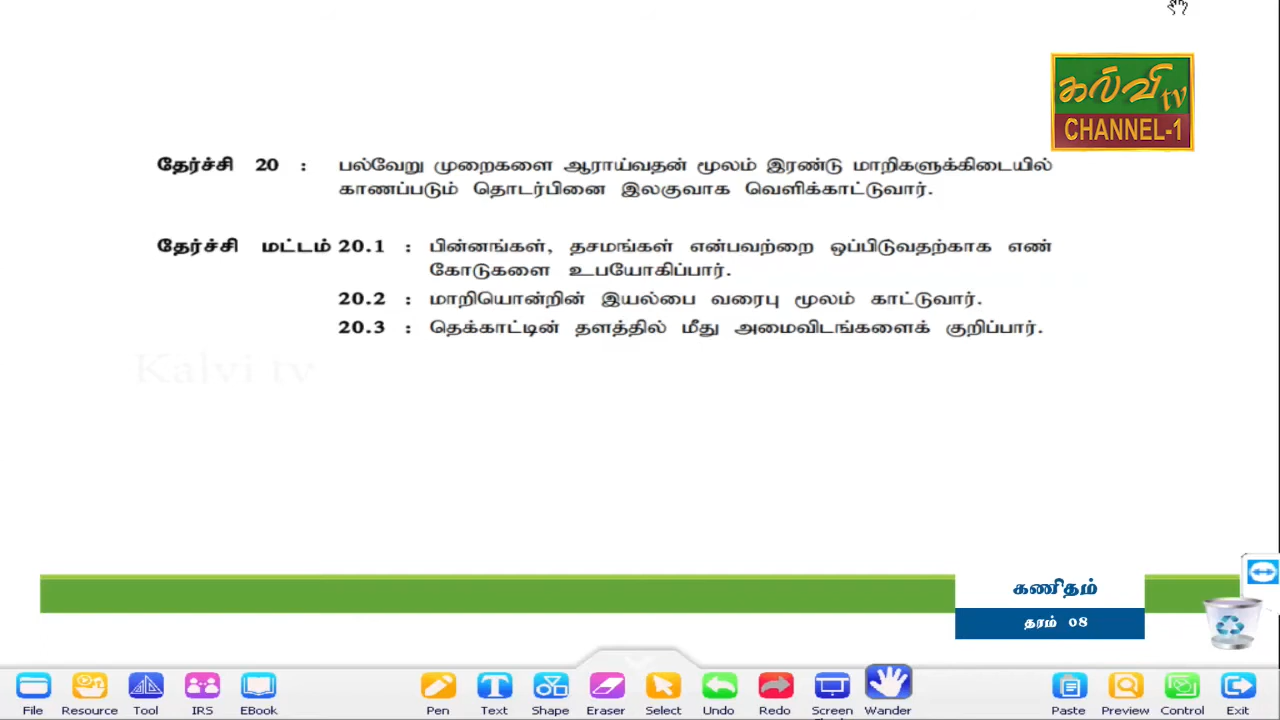 கல்வி tv
CHANNEL-1
தேர்ச்சி 20 : பல்வேறு முறைகளை ஆராய்வதன் மூலம் இரண்டு மாறிகளுக்கிடையில்
காணப்படும் தொடர்பினை இலகுவாக வெளிக்காட்டுவார்.
தேர்ச்சி மட்டம் 20.1 : பின்னங்கள், தசமங்கள் என்பவற்றை ஒப்பிடுவதற்காக எண்
கோடுகளை உபயோகிப்பார்.
20.2 : மாறியொன்றின் இயல்பை வரைபு மூலம் காட்டுவார்.
20.3 : தெக்காட்டின் தளத்தில் மீது அமைவிடங்களைக் குறிப்பார்.
Kalvi tv
கணிதம்
தரம் 08
File Resource Tool IRS EBook Pen Text Shape Eraser Select Undo Redo Screen Wander Paste Preview Control Exit